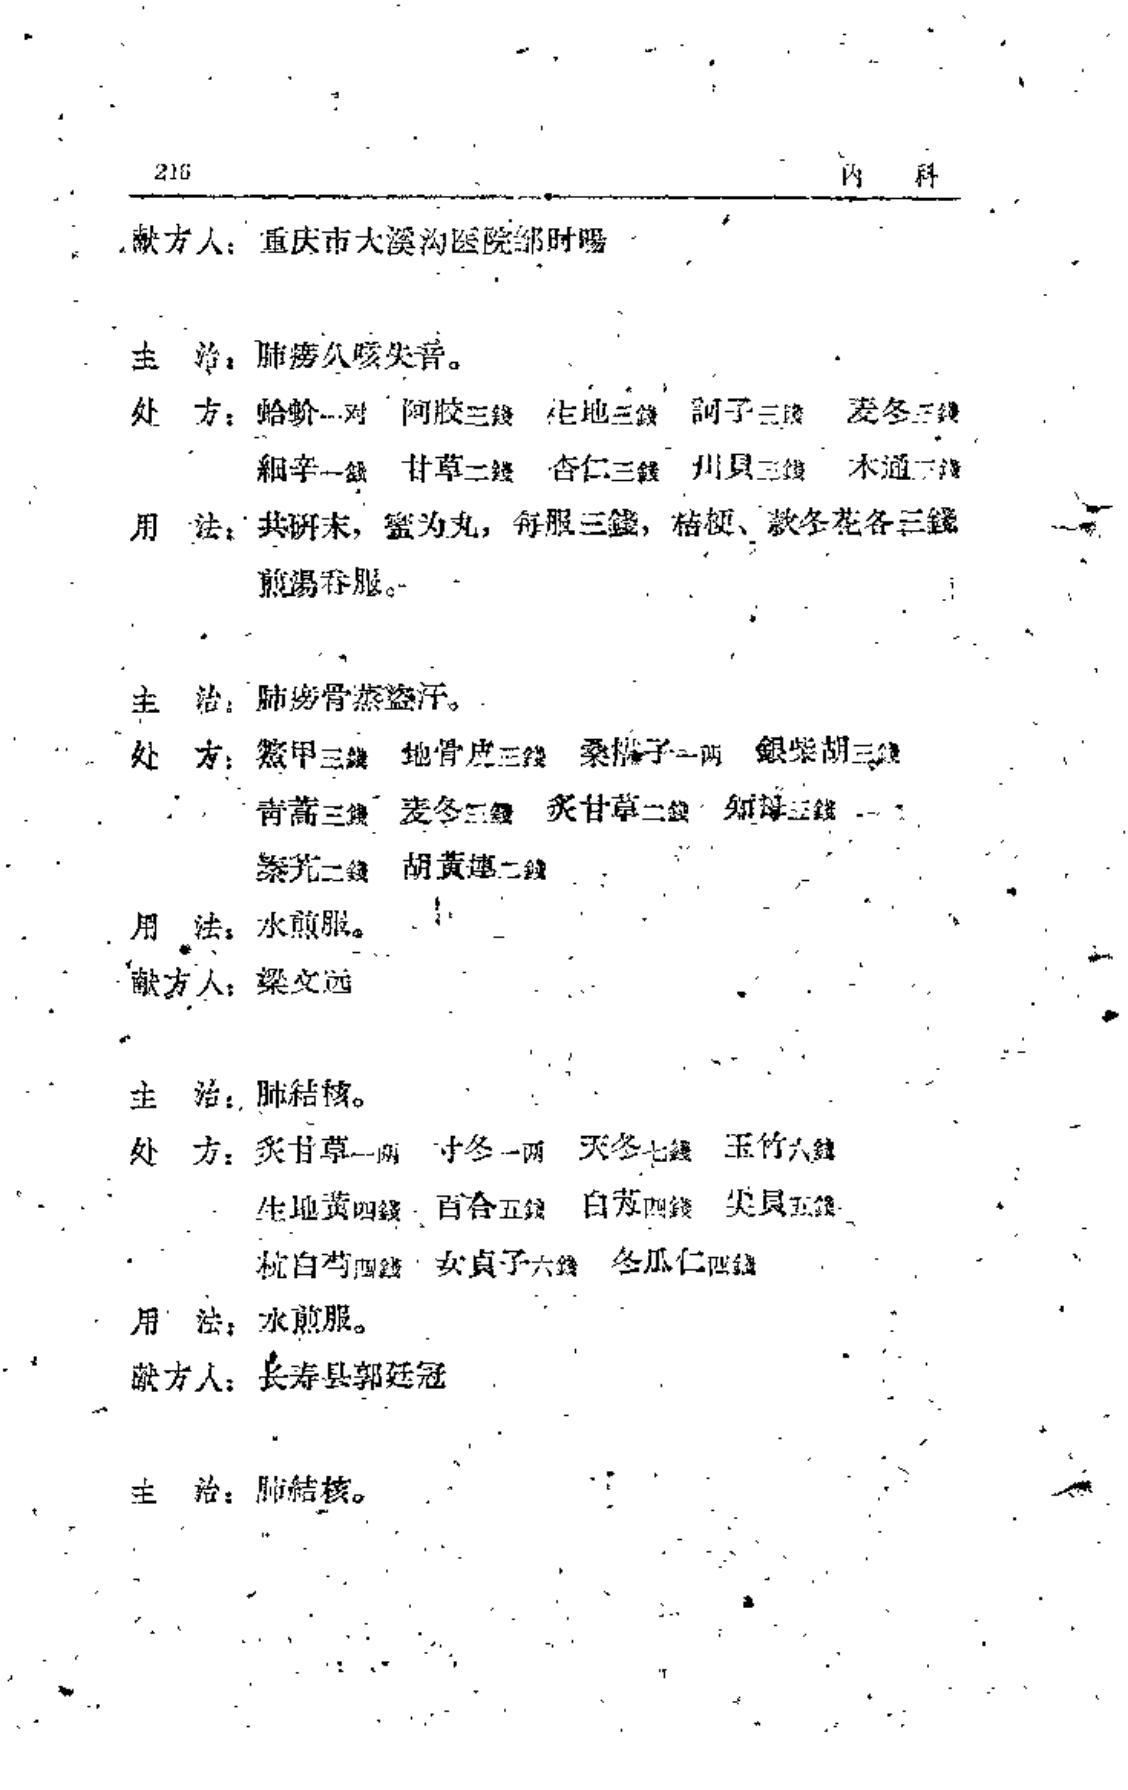 216 內 科
献方人：重庆市大溪沟医院邹时
主 治：肺痨久咳失音。
处 方：蛤蚧一对 阿胶三錢 生地三錢 訶子三錢 麦冬三錢
細辛一錢 甘草二錢 杏仁三錢 川貝三錢 木通錢
用 法：共研末，蜜为丸，每服三錢，桔梗、款冬花各三錢
煎湯吞服。
主 治：肺痨骨蒸盜汗。
处 方：鱉甲三錢 地骨皮三錢 桑椹子一两 銀柴胡三錢
青蒿三錢 麦冬三錢 炙甘草二錢 知母三錢
秦艽二錢 胡黃連二錢
用 法：水煎服。
献方人：梁文远
主 治：肺結核。
处 方：炙甘草一两 寸冬一两 天冬七錢 玉竹六錢
生地黃四錢 百合五錢 白芨四錢 尖貝五錢
杭白芍四錢 女貞子六錢 冬瓜仁四錢
用 法：水煎服。
献方人：长寿县郭廷冠
主 治：肺結核。